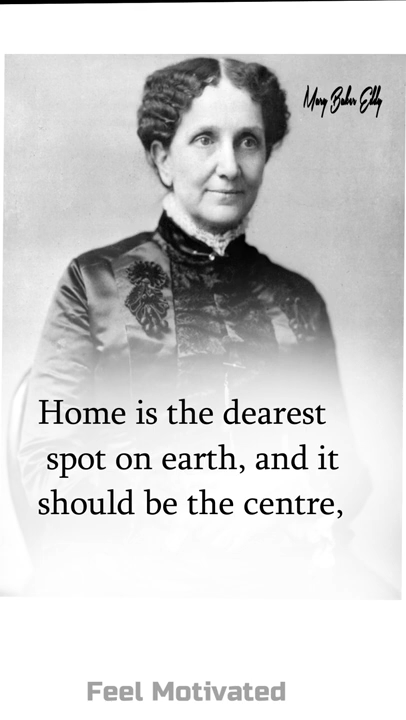 Mary Baker Eddy
Home is the dearest
spot on earth, and it
should be the centre,
Feel Motivated